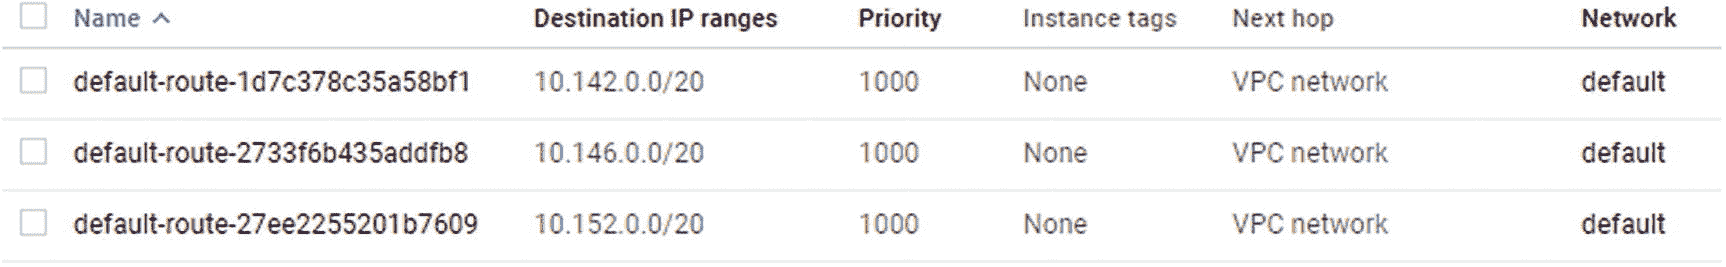 Name Destination IP ranges Priority Instance tags Next hop Network
default-route-1d7c378c35a58bf1 10.142.0.0/20 1000 None VPC network default
default-route-2733f6b435addfb8 10.146.0.0/20 1000 None VPC network default
default-route-27ee2255201b7609 10.152.0.0/20 1000 None VPC network default